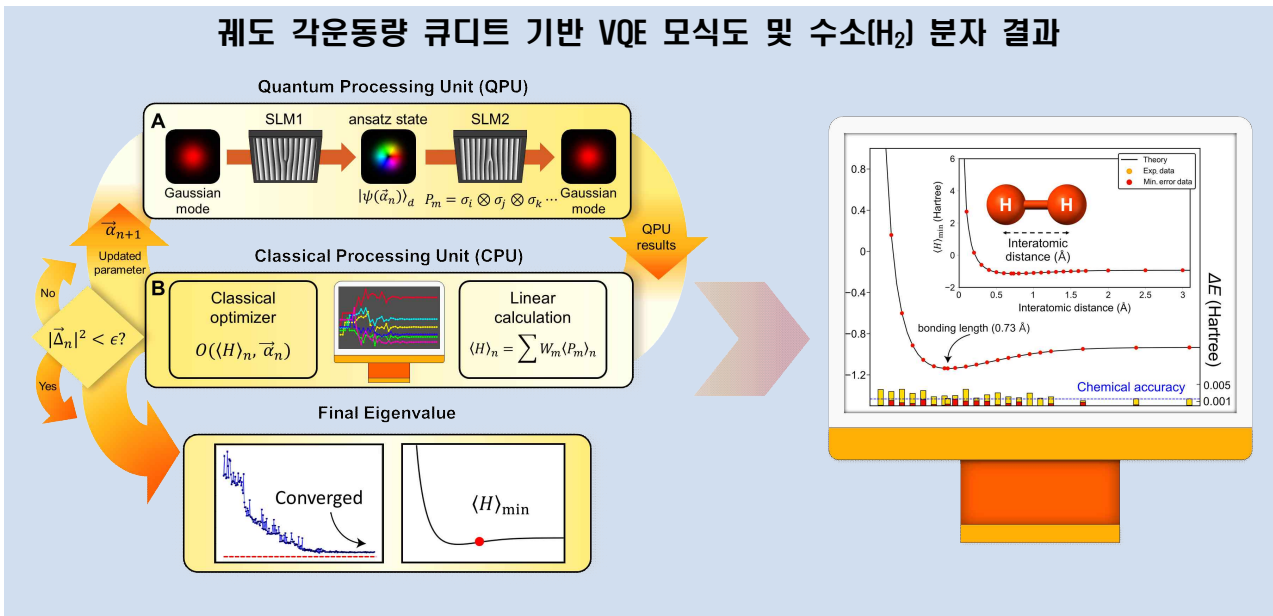 궤도 각운동량 큐디트 기반 VQE 모식도 및 수소(H₂) 분자 결과
Quantum Processing Unit (QPU)
A
SLM1
ansatz state
SLM2
Gaussian
mode
|ψ(α⃗ₙ)⟩_d
Pₘ = σᵢ ⊗ σⱼ ⊗ σₖ ⋯
Gaussian
mode
α⃗ₙ₊₁
Updated
parameter
QPU
results
Classical Processing Unit (CPU)
B
Classical
optimizer
O(⟨H⟩ₙ, α⃗ₙ)
Linear
calculation
⟨H⟩ₙ = ∑ Wₘ⟨Pₘ⟩ₙ
No
|Δ⃗ₙ|² < ϵ?
Yes
Final Eigenvalue
Converged
⟨H⟩min
Theory
Exp. data
Min. error data
1.0
0.8
0.4
0.0
−0.4
−0.8
−1.2
⟨H⟩min (Hartree)
6
4
2
0
−2
H
H
Interatomic
distance (Å)
0 0.5 1 1.5 2 2.5 3
Interatomic distance (Å)
bonding length (0.73 Å)
ΔE (Hartree)
Chemical accuracy
0.005
0.001